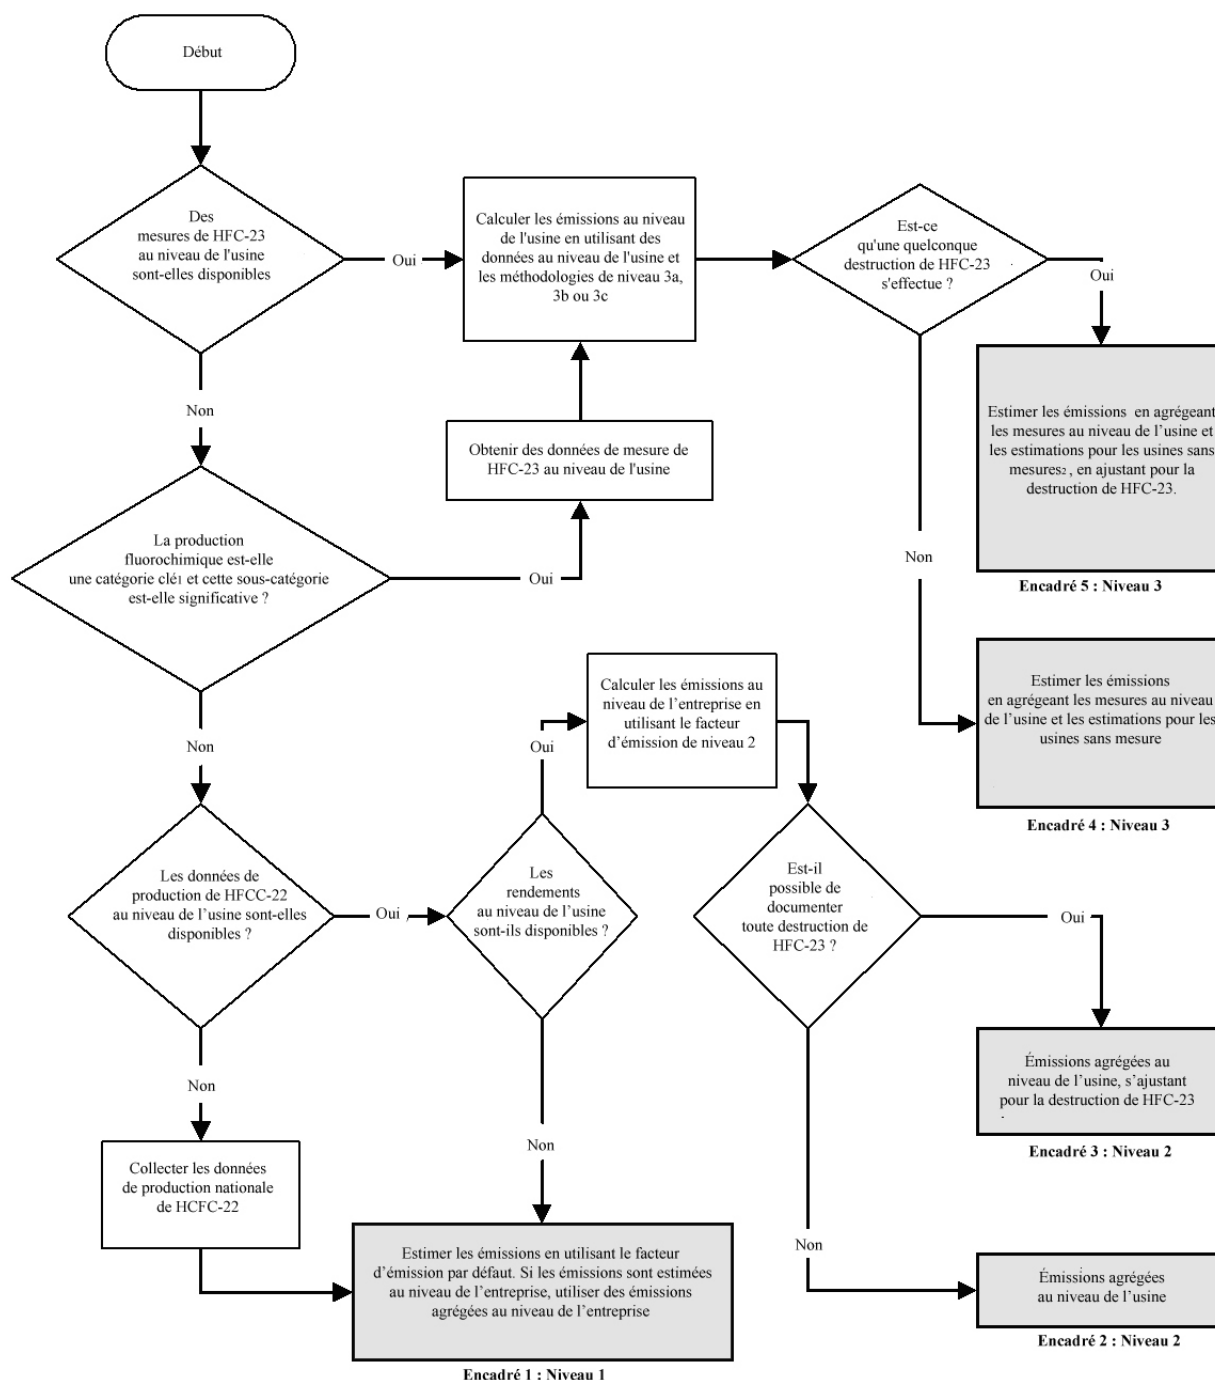 Début
Des
mesures de HFC-23
au niveau de l'usine
sont-elles disponibles
Oui
Calculer les émissions au niveau
de l'usine en utilisant des
données au niveau de l'usine et
les méthodologies de niveau 3a,
3b ou 3c
Est-ce
qu'une quelconque
destruction de HFC-23
s'effectue ?
Oui
Non
Obtenir des données de mesure de
HFC-23 au niveau de l'usine
Estimer les émissions en agrégeant
les mesures au niveau de l’usine et
les estimations pour les usines sans
mesures2 , en ajustant pour la
destruction de HFC-23.
Encadré 5 : Niveau 3
La production
fluorochimique est-elle
une catégorie clé1 et cette sous-catégorie
est-elle significative ?
Oui
Non
Estimer les émissions
en agrégeant les mesures au niveau
de l’usine et les estimations pour les
usines sans mesure
Encadré 4 : Niveau 3
Non
Calculer les émissions au
niveau de l’entreprise en
utilisant le facteur
d’émission de niveau 2
Oui
Les données de
production de HFCC-22
au niveau de l’usine sont-elles
disponibles ?
Oui
Les
rendements
au niveau de l’usine
sont-ils disponibles ?
Est-il
possible de
documenter
toute destruction de
HFC-23 ?
Oui
Non
Émissions agrégées au
niveau de l’usine, s’ajustant
pour la destruction de HFC-23
.
Encadré 3 : Niveau 2
Non
Collecter les données
de production nationale
de HCFC-22
Estimer les émissions en utilisant le facteur
d’émission par défaut. Si les émissions sont estimées
au niveau de l’entreprise, utiliser des émissions
agrégées au niveau de l’entreprise
Encadré 1 : Niveau 1
Non
Émissions agrégées
au niveau de l’usine
Encadré 2 : Niveau 2